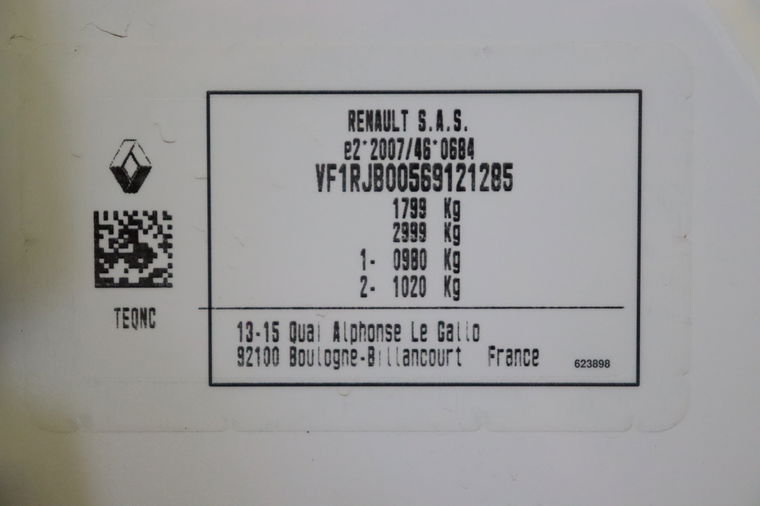 RENAULT S.A.S.
e2*2007/46*0684
VF1RJB00569121285
1799 Kg
2999 Kg
1- 0980 Kg
2- 1020 Kg
TEQNC
13-15 Quai Alphonse Le Gallo
92100 Boulogne-Billancourt France
623898